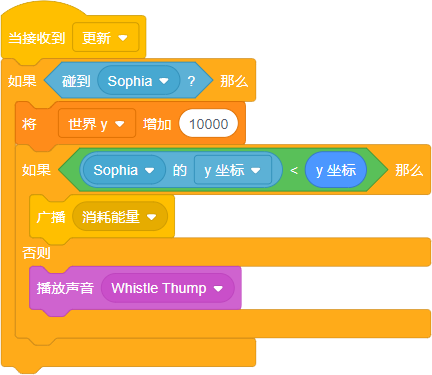 当接收到 更新
如果 碰到 Sophia ? 那么
将 世界 y 增加 10000
如果 Sophia 的 y 坐标 < y 坐标 那么
广播 消耗能量
否则
播放声音 Whistle Thump